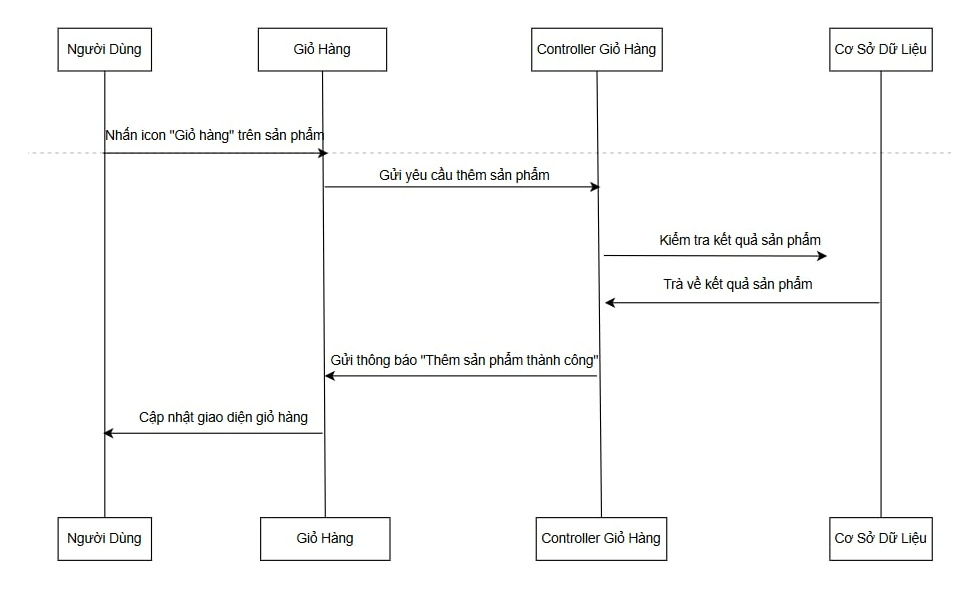 Người Dùng
Giỏ Hàng
Controller Giỏ Hàng
Cơ Sở Dữ Liệu
Nhấn icon "Giỏ hàng" trên sản phẩm
Gửi yêu cầu thêm sản phẩm
Kiểm tra kết quả sản phẩm
Trả về kết quả sản phẩm
Gửi thông báo "Thêm sản phẩm thành công"
Cập nhật giao diện giỏ hàng
Người Dùng
Giỏ Hàng
Controller Giỏ Hàng
Cơ Sở Dữ Liệu